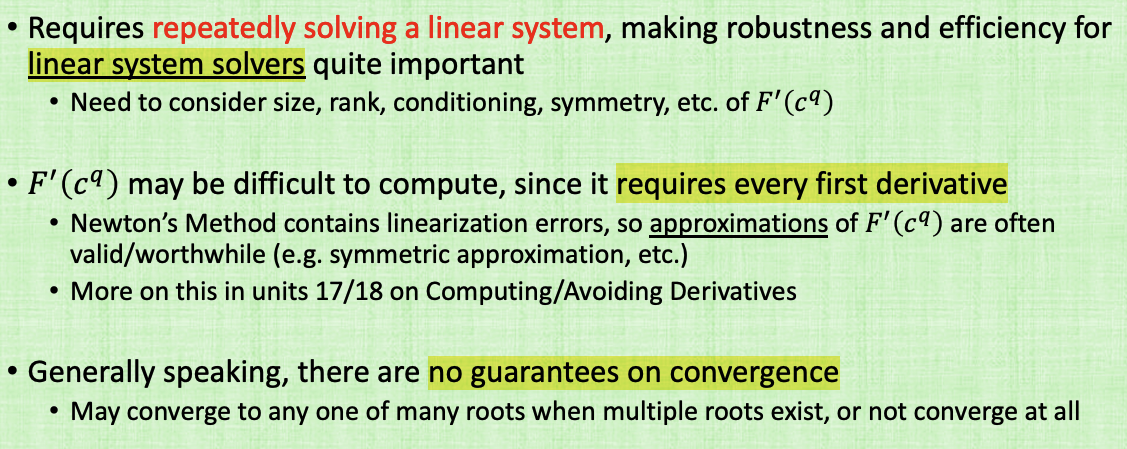 • Requires repeatedly solving a linear system, making robustness and efficiency for
linear system solvers quite important
• Need to consider size, rank, conditioning, symmetry, etc. of F′(c^q)
• F′(c^q) may be difficult to compute, since it requires every first derivative
• Newton’s Method contains linearization errors, so approximations of F′(c^q) are often
valid/worthwhile (e.g. symmetric approximation, etc.)
• More on this in units 17/18 on Computing/Avoiding Derivatives
• Generally speaking, there are no guarantees on convergence
• May converge to any one of many roots when multiple roots exist, or not converge at all